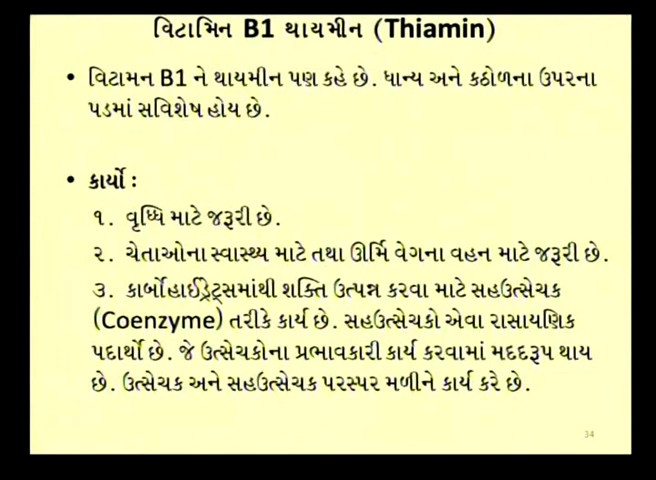 વિટામિન B1 થાયમીન (Thiamin)
• વિટામન B1 ને થાયમીન પણ કહે છે. ધાન્ય અને કઠોળના ઉપરના
પડમાં સવિશેષ હોય છે.
• કાર્યો :
૧. વૃધ્ધિ માટે જરૂરી છે.
૨. ચેતાઓના સ્વાસ્થ્ય માટે તથા ઊર્મિ વેગના વહન માટે જરૂરી છે.
૩. કાર્બોહાઈડ્રેટ્સમાંથી શક્તિ ઉત્પન્ન કરવા માટે સહઉત્સેચક
(Coenzyme) તરીકે કાર્ય છે. સહઉત્સેચકો એવા રાસાયણિક
પદાર્થો છે. જે ઉત્સેચકોના પ્રભાવકારી કાર્ય કરવામાં મદદરૂપ થાય
છે. ઉત્સેચક અને સહઉત્સેચક પરસ્પર મળીને કાર્ય કરે છે.
34